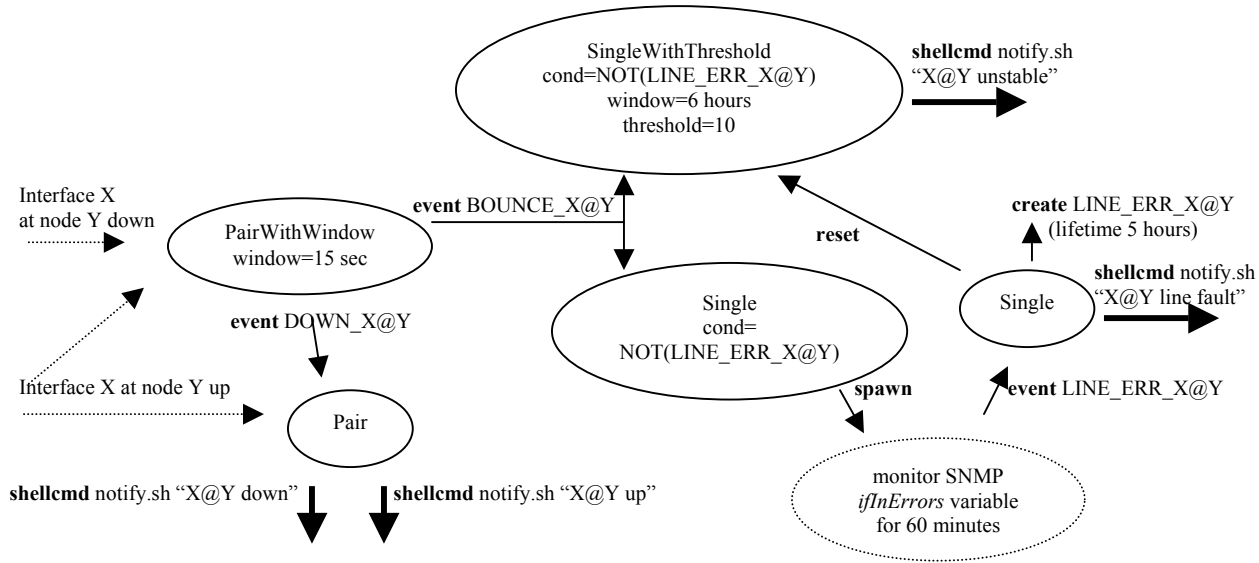 SingleWithThreshold
cond=NOT(LINE_ERR_X@Y)
window=6 hours
threshold=10
shellcmd notify.sh
“X@Y unstable”
Interface X
at node Y down
PairWithWindow
window=15 sec
event BOUNCE_X@Y
reset
create LINE_ERR_X@Y
(lifetime 5 hours)
shellcmd notify.sh
“X@Y line fault”
Single
Single
cond=
NOT(LINE_ERR_X@Y)
event DOWN_X@Y
Interface X at node Y up
Pair
spawn
event LINE_ERR_X@Y
monitor SNMP
ifInErrors variable
for 60 minutes
shellcmd notify.sh “X@Y down”
shellcmd notify.sh “X@Y up”